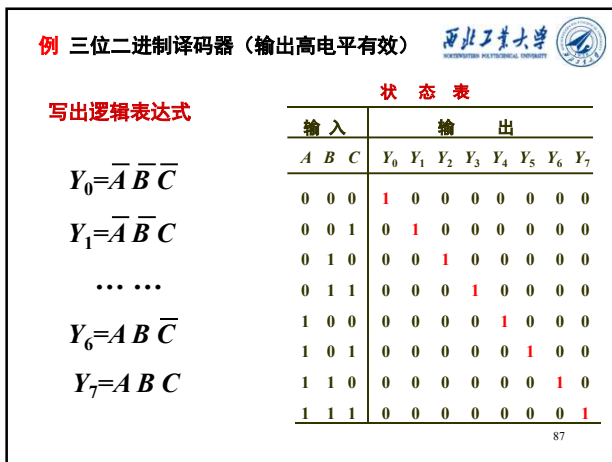 例 三位二进制译码器（输出高电平有效）
西北工业大学
NORTHWESTERN POLYTECHNICAL UNIVERSITY
写出逻辑表达式
Y₀=A̅ B̅ C̅
Y₁=A̅ B̅ C
… …
Y₆=A B C̅
Y₇=A B C
状 态 表
输 入 输 出
A B C Y₀ Y₁ Y₂ Y₃ Y₄ Y₅ Y₆ Y₇
0 0 0 1 0 0 0 0 0 0 0
0 0 1 0 1 0 0 0 0 0 0
0 1 0 0 0 1 0 0 0 0 0
0 1 1 0 0 0 1 0 0 0 0
1 0 0 0 0 0 0 1 0 0 0
1 0 1 0 0 0 0 0 1 0 0
1 1 0 0 0 0 0 0 0 1 0
1 1 1 0 0 0 0 0 0 0 1
87